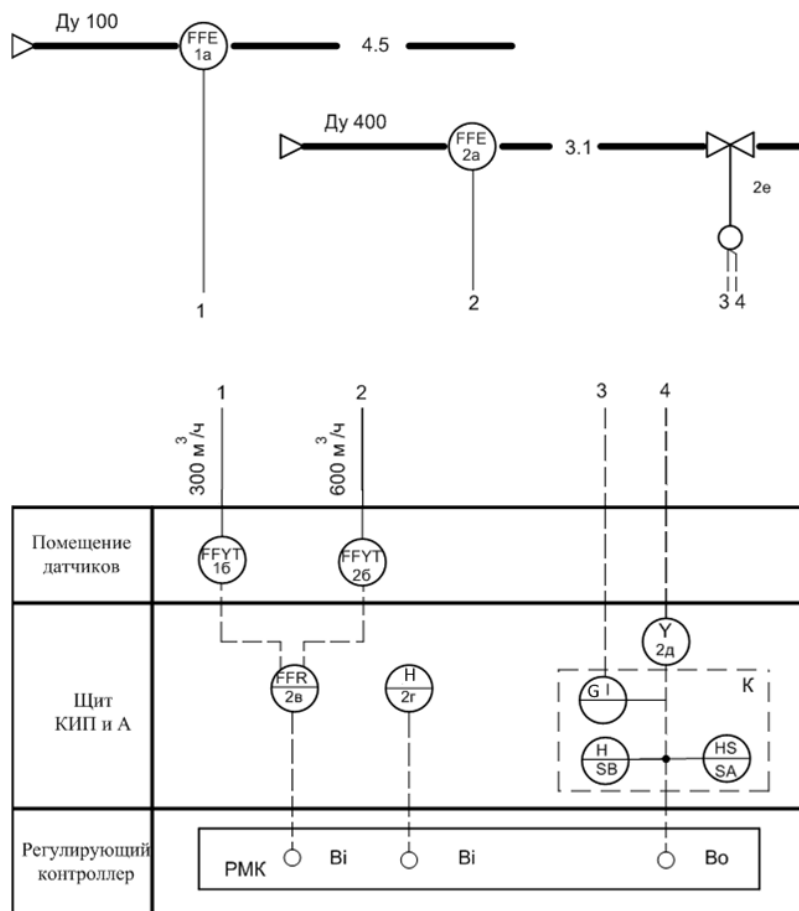 Ду 100
FFE
1а
4.5
Ду 400
FFE
2а
3.1
2е
1
2
3 4
1
2
3
4
300 м³/ч
600 м³/ч
Помещение
датчиков
FFYT
1б
FFYT
2б
Щит
КИП и А
FFR
2в
H
2г
Y
2д
К
G I
H
SB
HS
SA
Регулирующий
контроллер
РМК
Bi
Bi
Bo